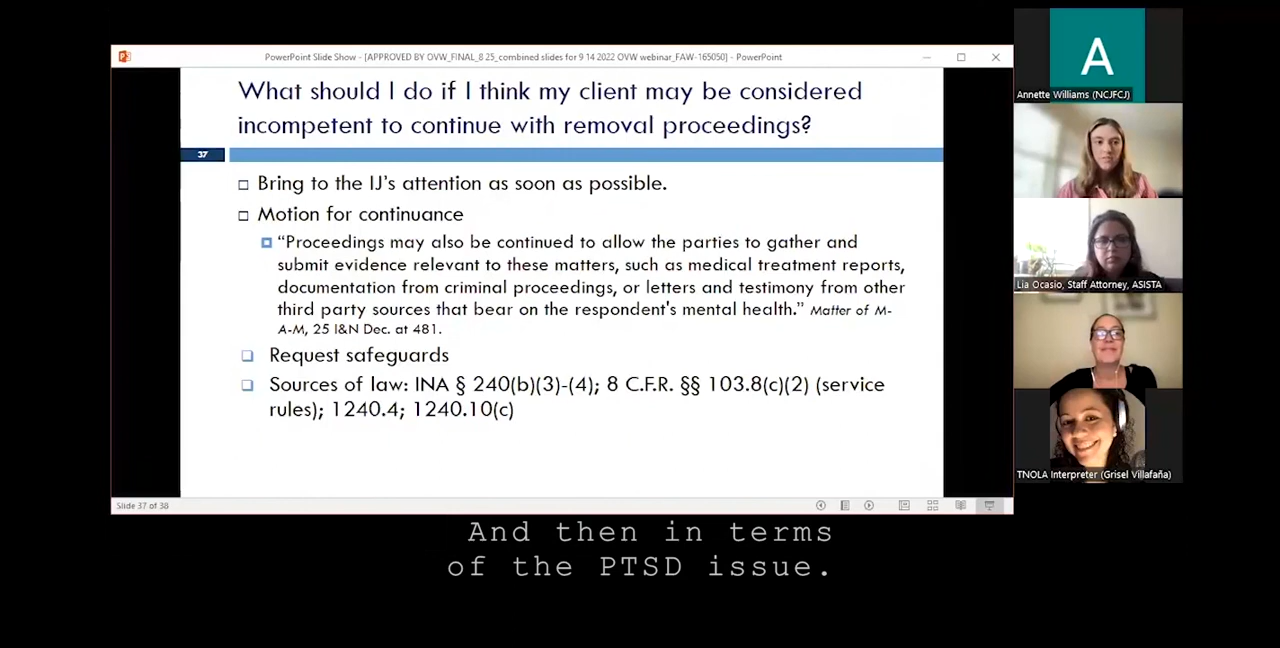 PowerPoint Slide Show - [APPROVED BY OVW_FINAL_8 25_combined slides for 9 14 2022 OVW webinar_FAW-165050] - PowerPoint
What should I do if I think my client may be considered
incompetent to continue with removal proceedings?
37
Bring to the IJ's attention as soon as possible.
Motion for continuance
“Proceedings may also be continued to allow the parties to gather and
submit evidence relevant to these matters, such as medical treatment reports,
documentation from criminal proceedings, or letters and testimony from other
third party sources that bear on the respondent's mental health.” Matter of M-
A-M, 25 I&N Dec. at 481.
Request safeguards
Sources of law: INA § 240(b)(3)-(4); 8 C.F.R. §§ 103.8(c)(2) (service
rules); 1240.4; 1240.10(c)
Slide 37 of 38
A
Annette Williams (NCJFCJ)
Lia Ocasio, Staff Attorney, ASISTA
TNOLA Interpreter (Grisel Villafaña)
And then in terms
of the PTSD issue.